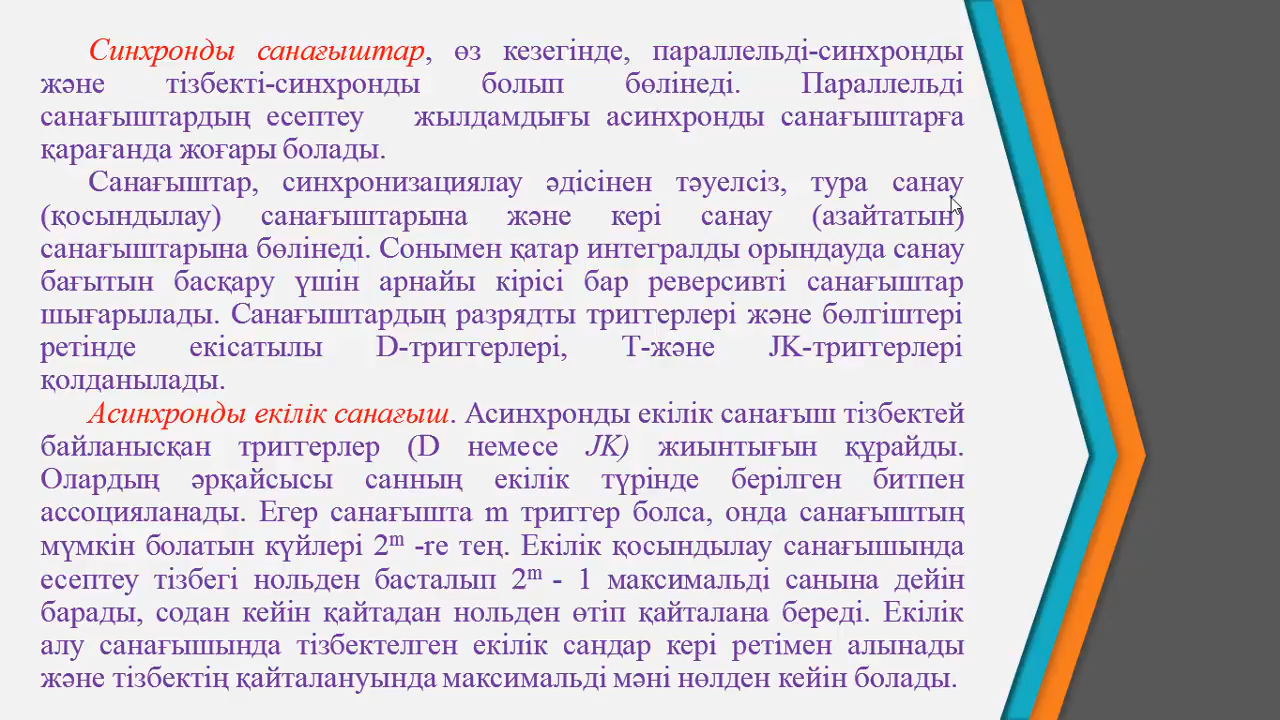 Синхронды санағыштар, өз кезегінде, параллельді-синхронды
және тізбекті-синхронды болып бөлінеді. Параллельді
санағыштардың есептеу жылдамдығы асинхронды санағыштарға
қарағанда жоғары болады.
Санағыштар, синхронизациялау әдісінен тәуелсіз, тура санау
(қосындылау) санағыштарына және кері санау (азайтатын)
санағыштарына бөлінеді. Сонымен қатар интегралды орындауда санау
бағытын басқару үшін арнайы кірісі бар реверсивті санағыштар
шығарылады. Санағыштардың разрядты триггерлері және бөлгіштері
ретінде екісатылы D-триггерлері, Т-және JK-триггерлері
қолданылады.
Асинхронды екілік санағыш. Асинхронды екілік санағыш тізбектей
байланысқан триггерлер (D немесе JK) жиынтығын құрайды.
Олардың әрқайсысы санның екілік түрінде берілген битпен
ассоцияланады. Егер санағышта m триггер болса, онда санағыштың
мүмкін болатын күйлері 2ᵐ -ге тең. Екілік қосындылау санағышында
есептеу тізбегі нольден басталып 2ᵐ - 1 максимальді санына дейін
барады, содан кейін қайтадан нольден өтіп қайталана береді. Екілік
алу санағышында тізбектелген екілік сандар кері ретімен алынады
және тізбектің қайталануында максимальді мәні нөлден кейін болады.